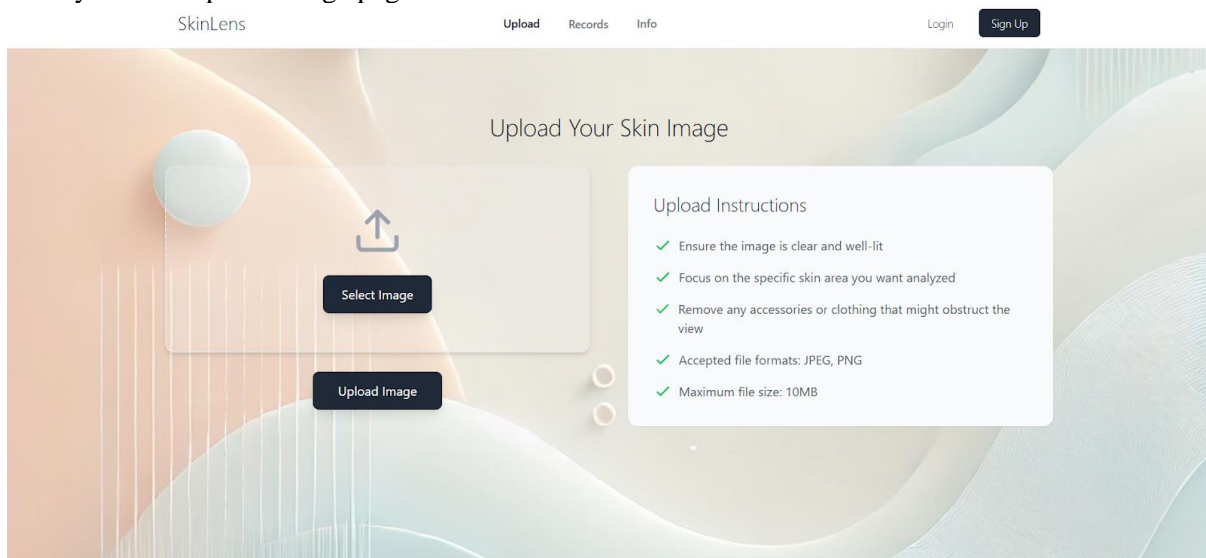 SkinLens
Upload Records Info
Login Sign Up
Upload Your Skin Image
Select Image
Upload Image
Upload Instructions
Ensure the image is clear and well-lit
Focus on the specific skin area you want analyzed
Remove any accessories or clothing that might obstruct the
view
Accepted file formats: JPEG, PNG
Maximum file size: 10MB